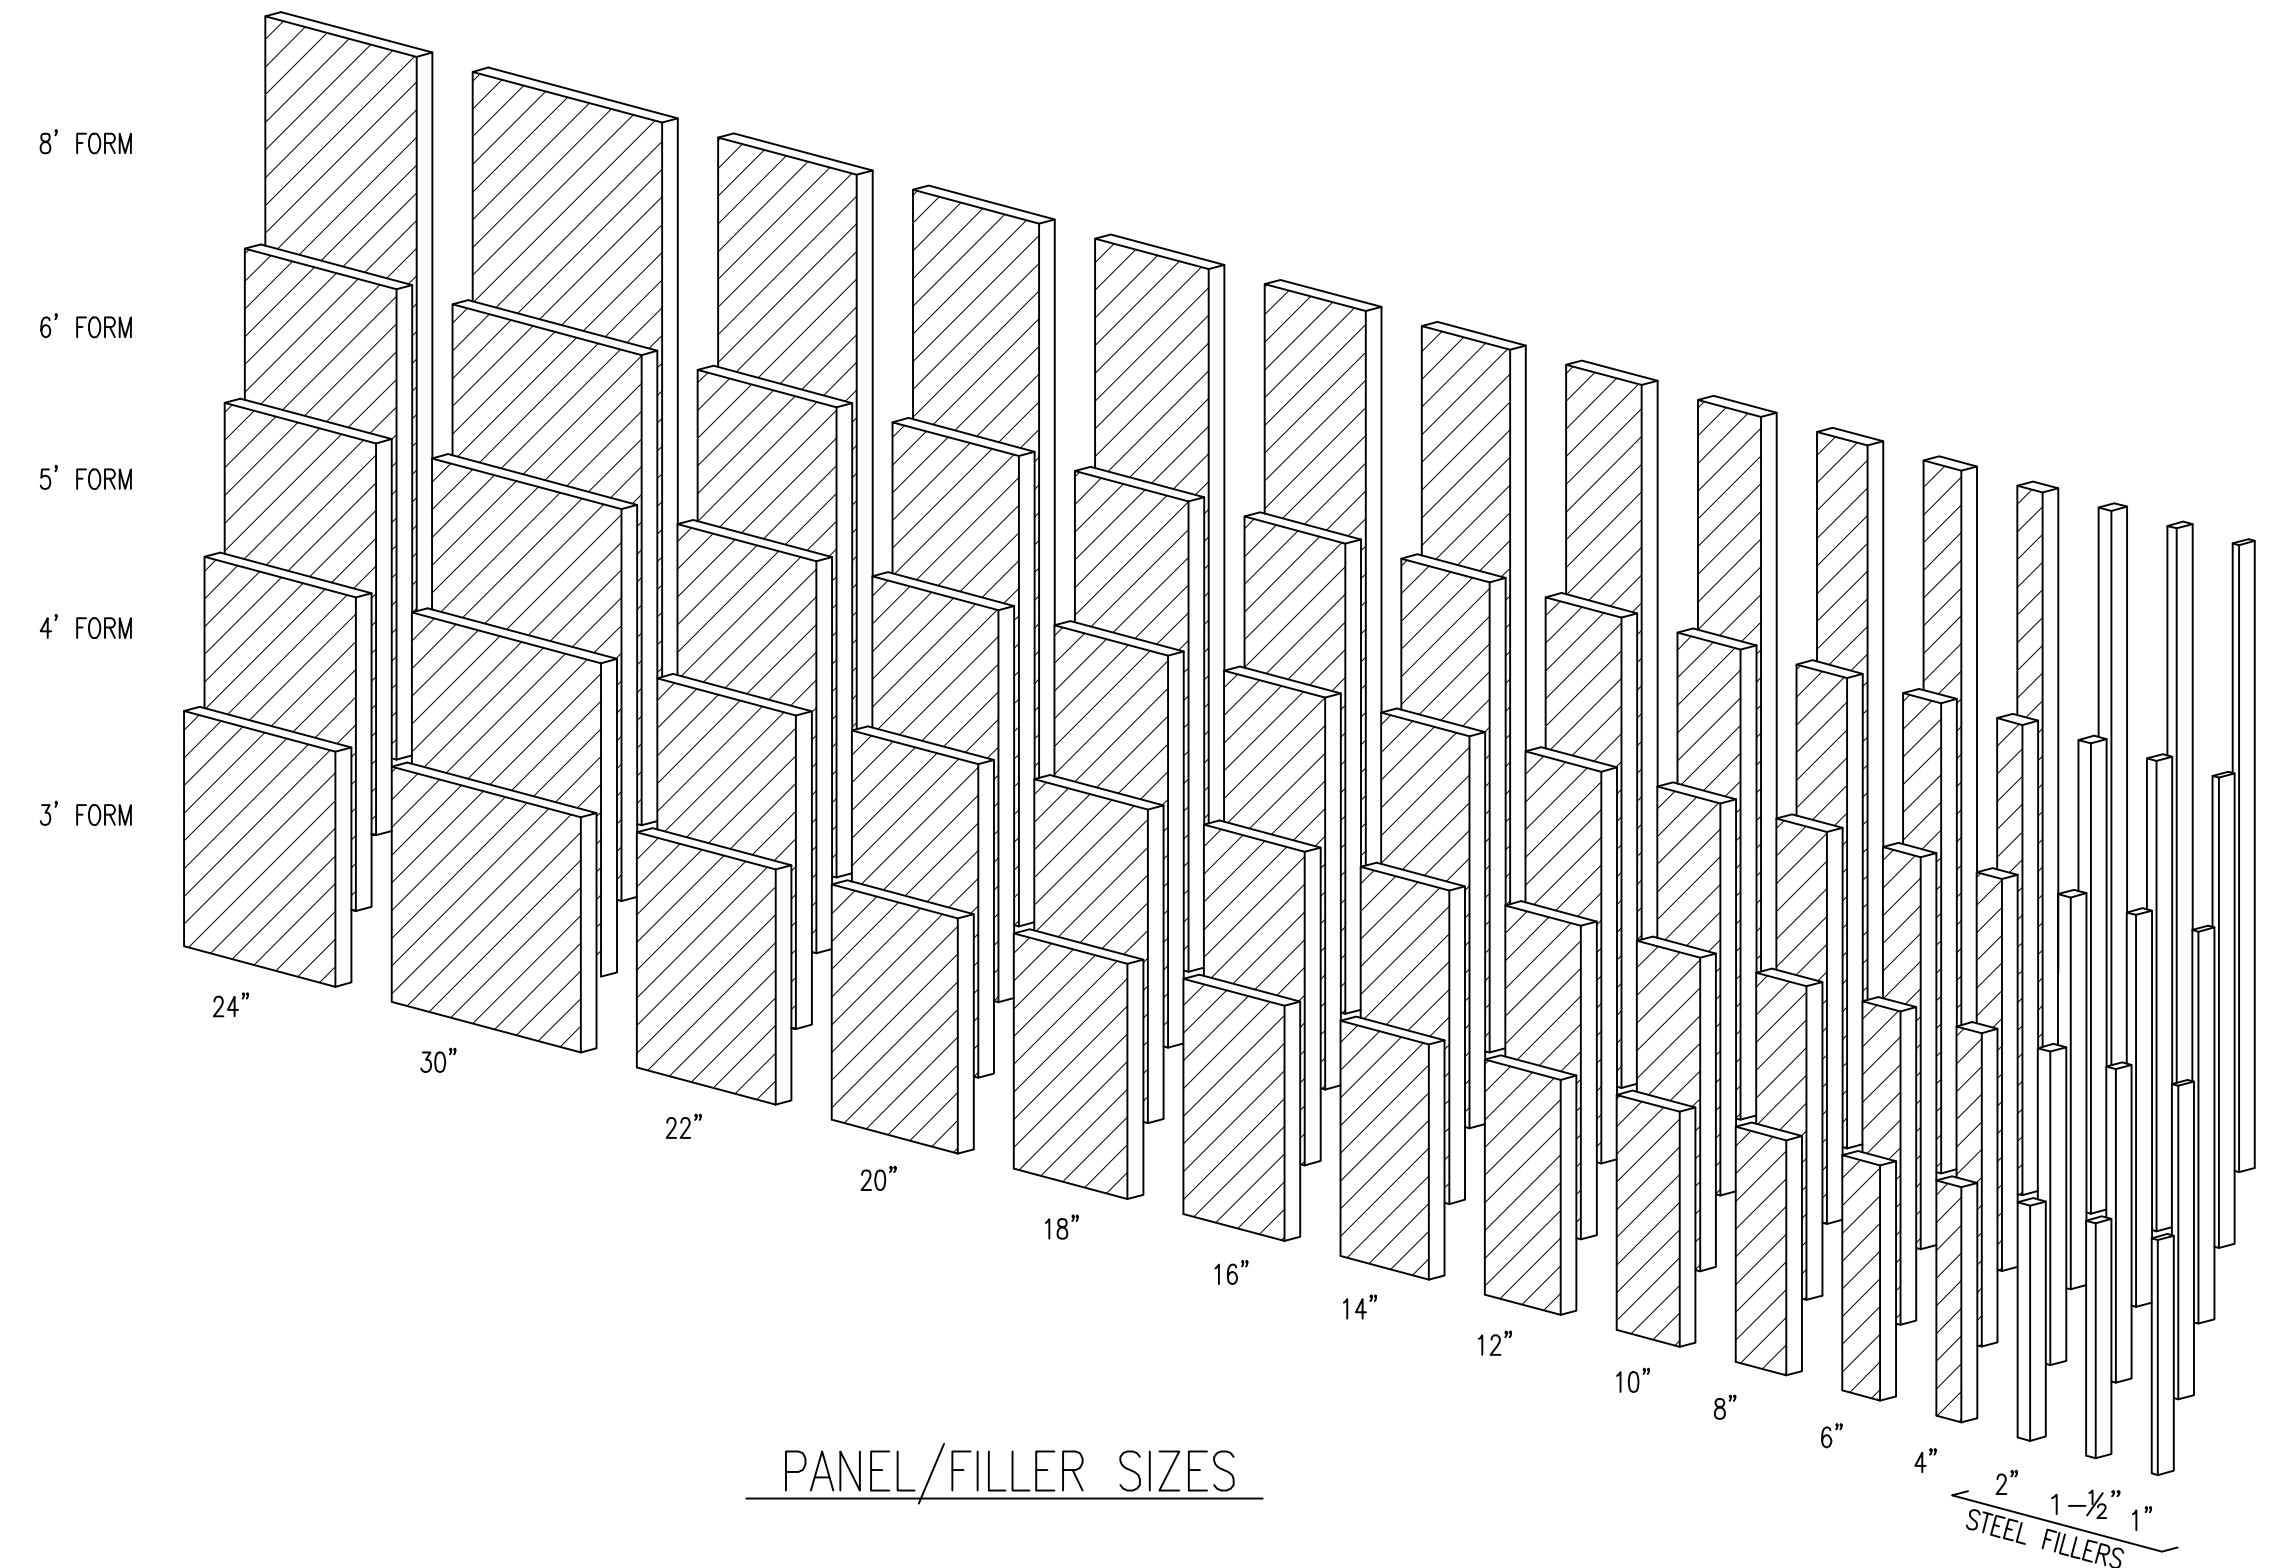 8' FORM
6' FORM
5' FORM
4' FORM
3' FORM
24"
30"
22"
20"
18"
16"
14"
12"
10"
8"
6"
4"
2"
1-½"
1"
STEEL FILLERS
PANEL/FILLER SIZES